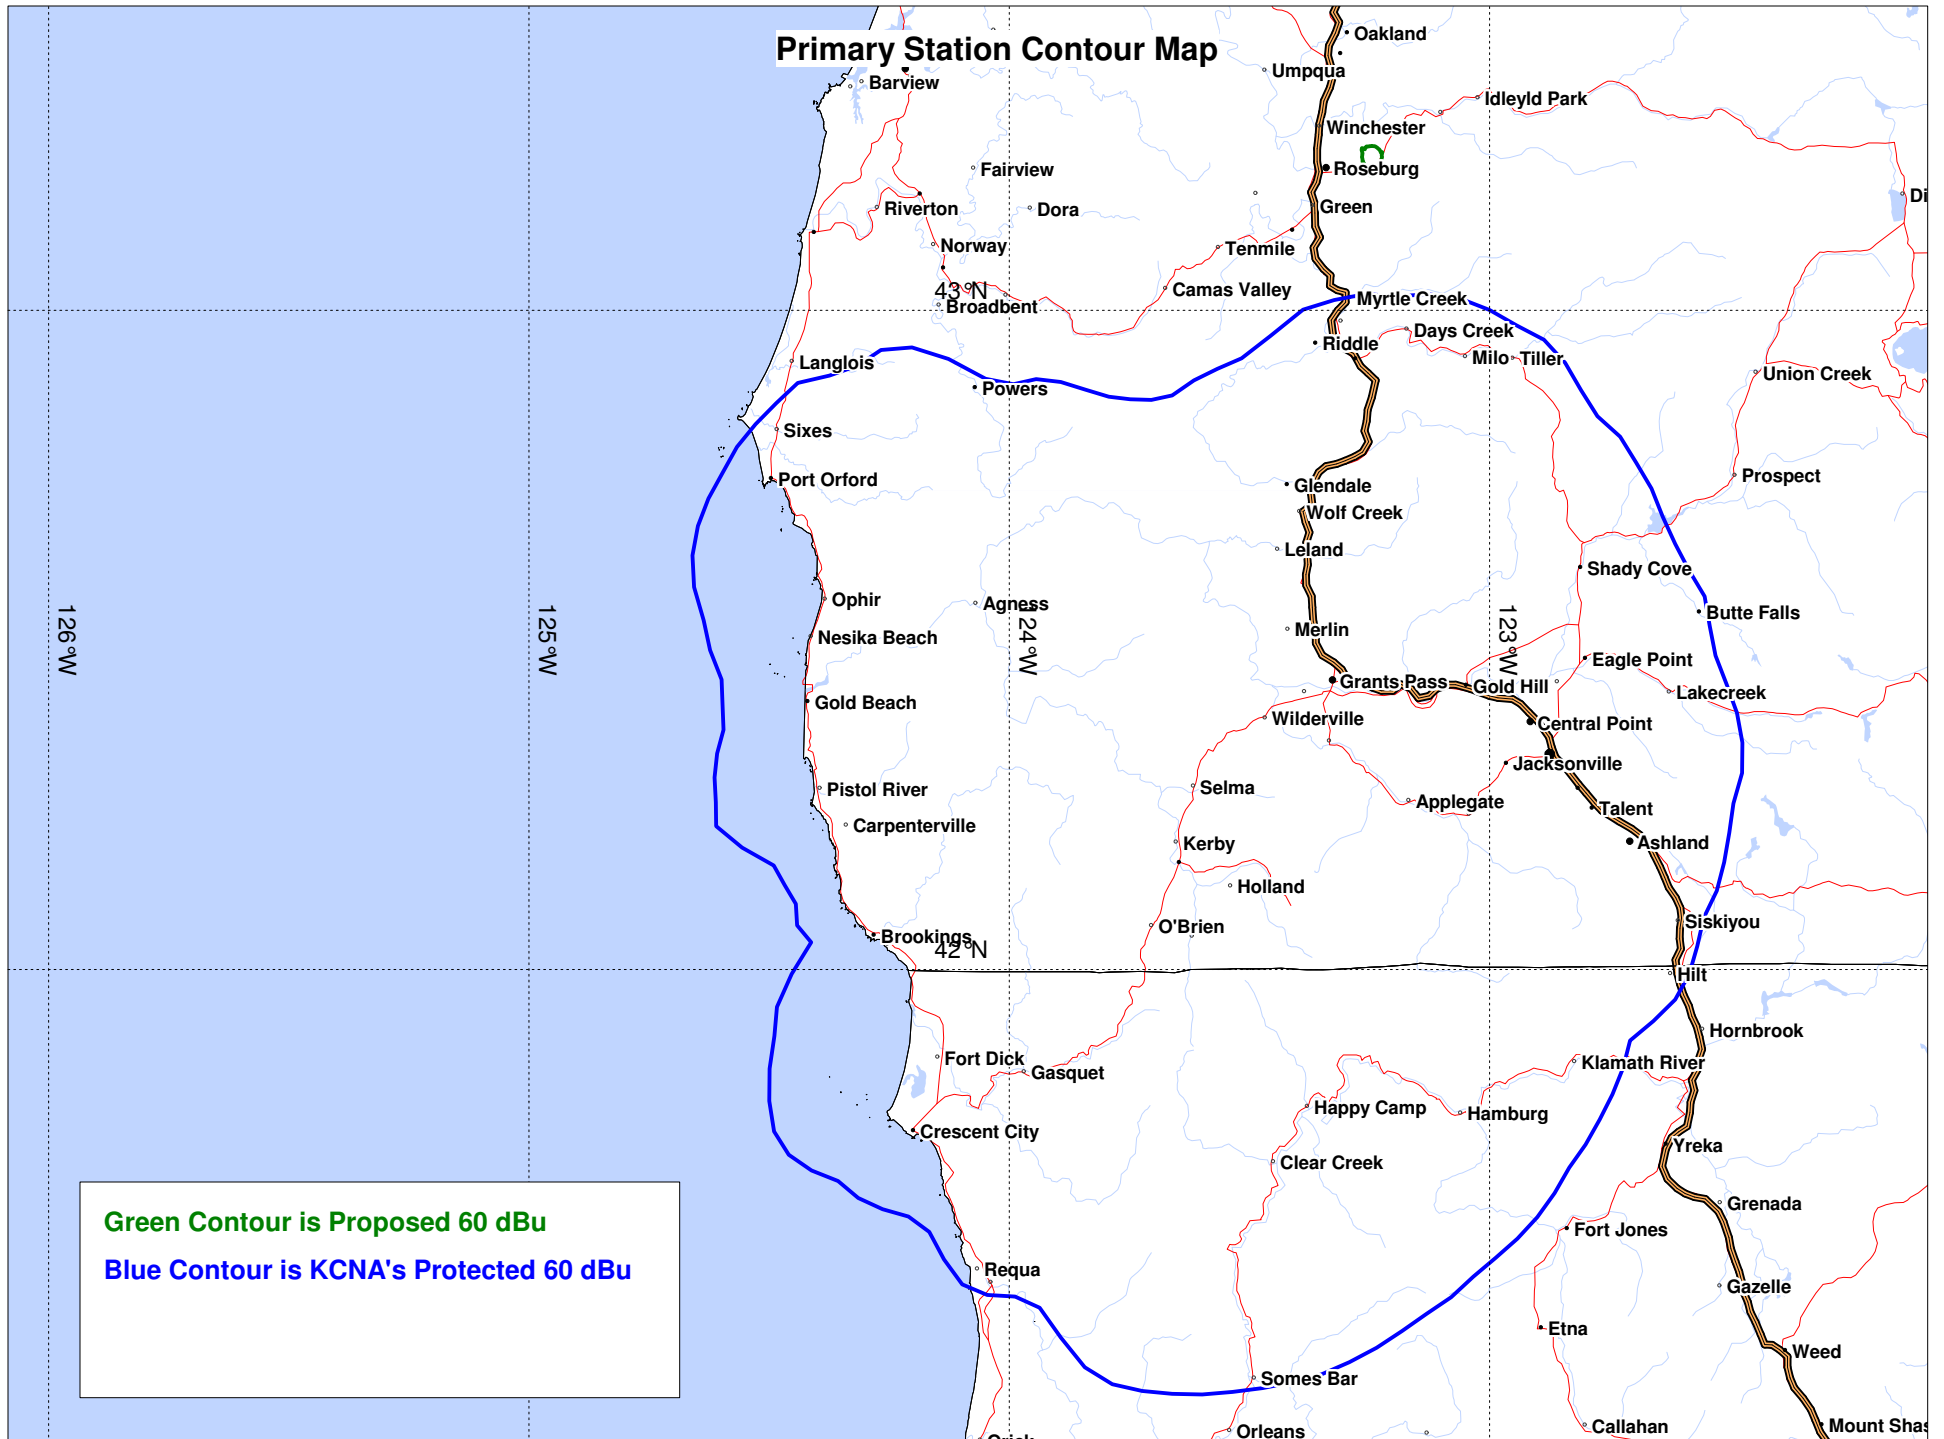 Primary Station Contour Map
Oakland
Umpqua
Barview
Idleyld Park
Winchester
Fairview
Roseburg
Di
Riverton
Dora
Green
Norway
Tenmile
43°N
Camas Valley
Myrtle Creek
Broadbent
Days Creek
Riddle
Langlois
Milo
Tiller
Union Creek
Powers
Sixes
Port Orford
Prospect
Glendale
Wolf Creek
Leland
Shady Cove
Ophir
Agness
Butte Falls
126°W
125°W
124°W
123°W
Nesika Beach
Merlin
Eagle Point
Grants Pass
Gold Hill
Lakecreek
Gold Beach
Wilderville
Central Point
Jacksonville
Pistol River
Selma
Applegate
Talent
Carpenterville
Kerby
Ashland
Holland
Siskiyou
O'Brien
Brookings
42°N
Hilt
Hornbrook
Fort Dick
Gasquet
Klamath River
Happy Camp
Hamburg
Crescent City
Yreka
Clear Creek
Grenada
Green Contour is Proposed 60 dBu
Fort Jones
Blue Contour is KCNA's Protected 60 dBu
Requa
Gazelle
Etna
Weed
Somes Bar
Callahan
Mount Shas
Orleans